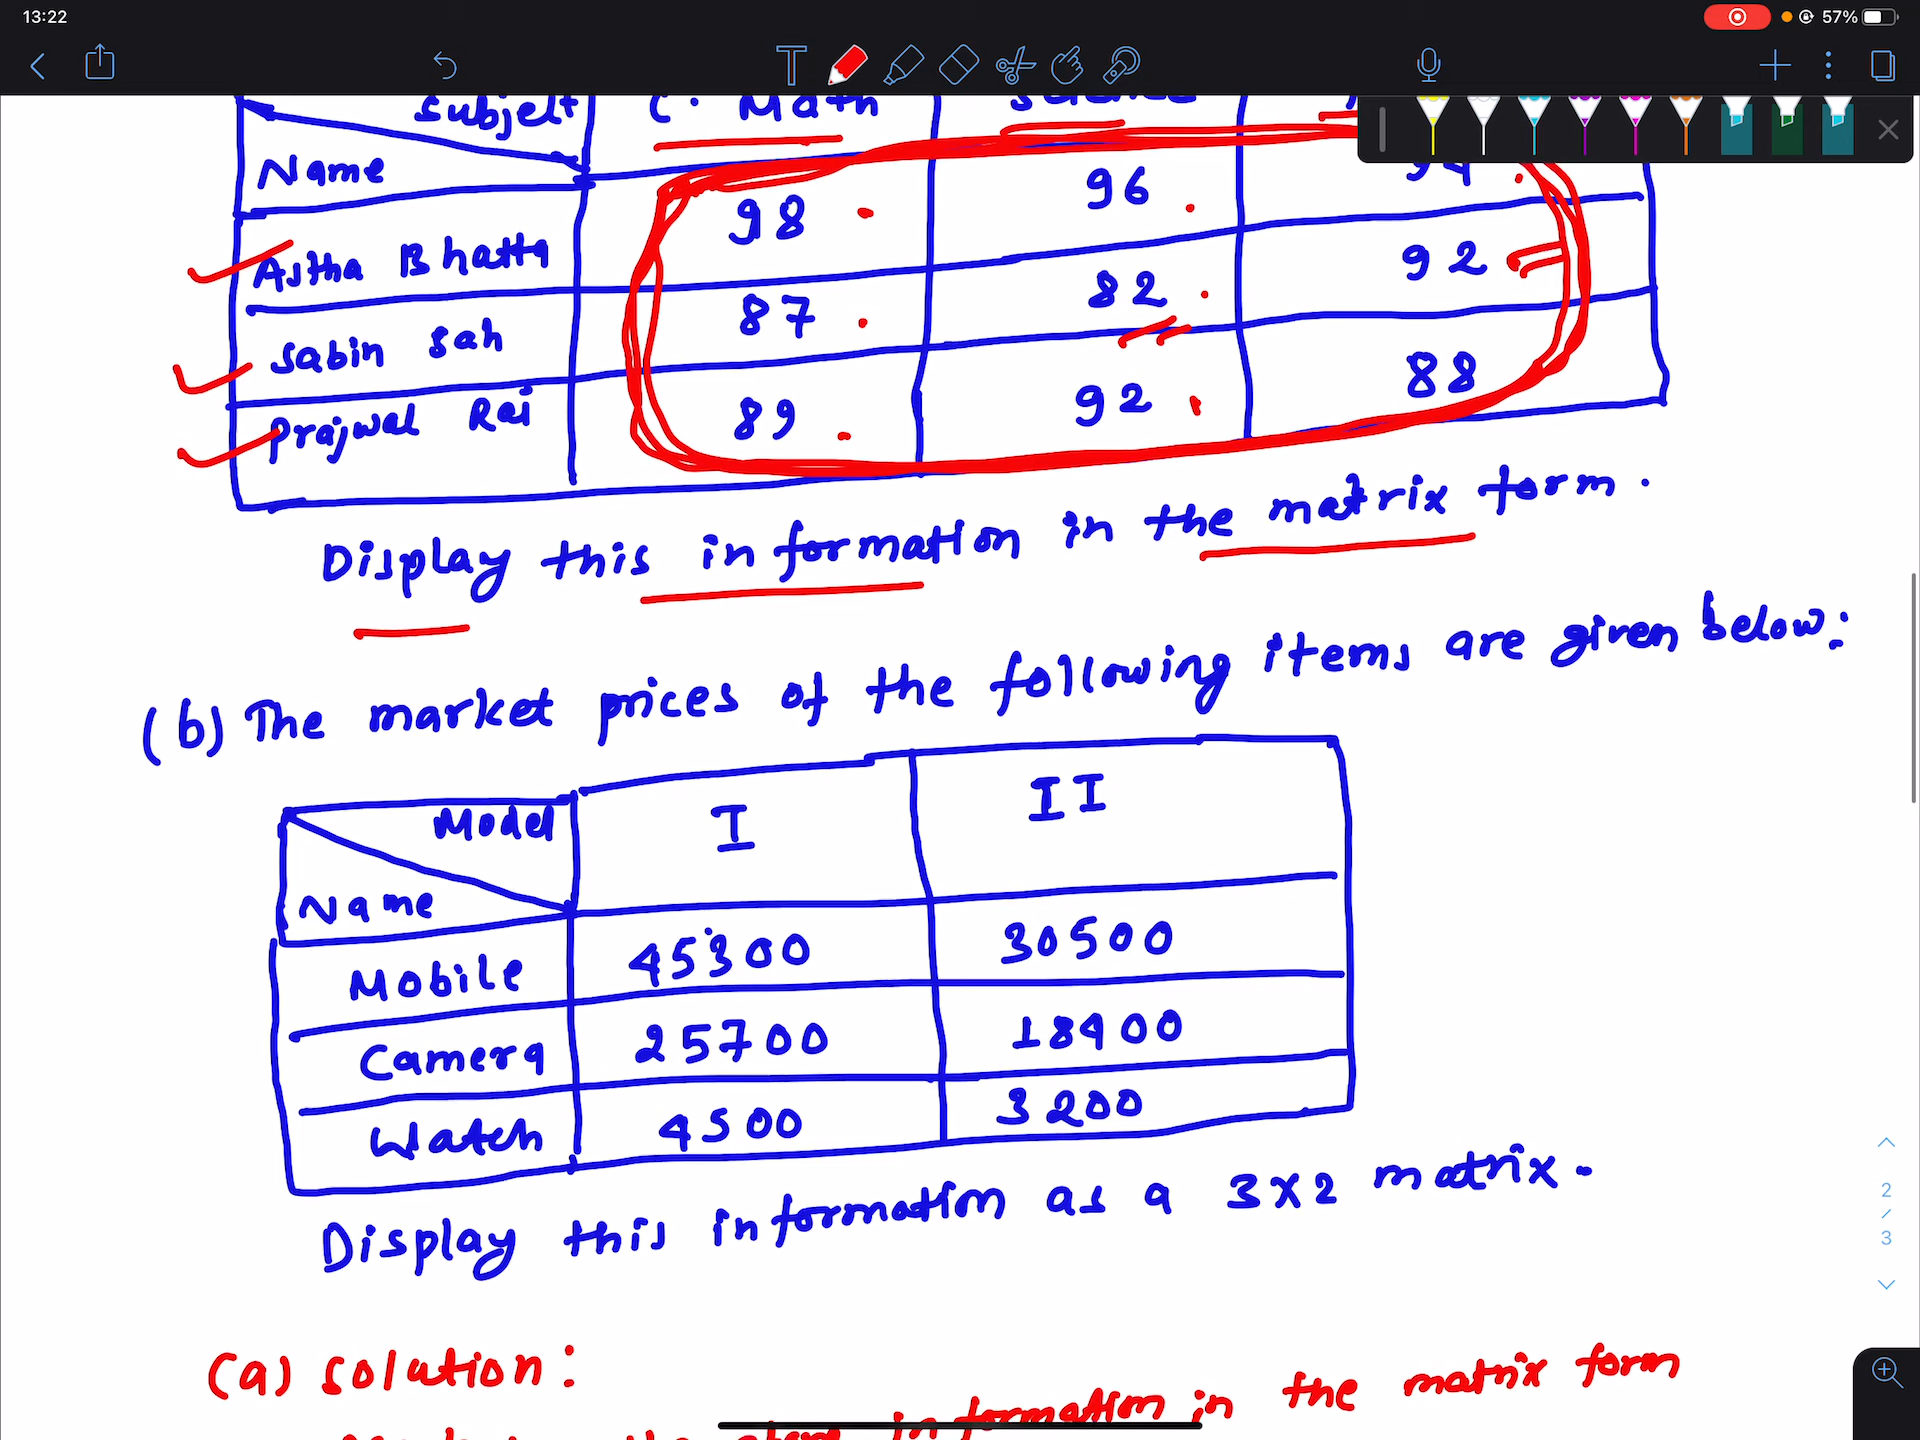 13:22
57%
Subject C. Math Science
Name
98 96 94
Astha Bhatta
87 82 92
Sabin Sah
89 92 88
Prajwal Rai
Display this information in the matrix form.
(b) The market prices of the following items are given below:
Model I II
Name
Mobile 45300 30500
Camera 25700 18400
Watch 4500 3200
Display this information as a 3x2 matrix.
2
/
3
(a) Solution:
information in the matrix form